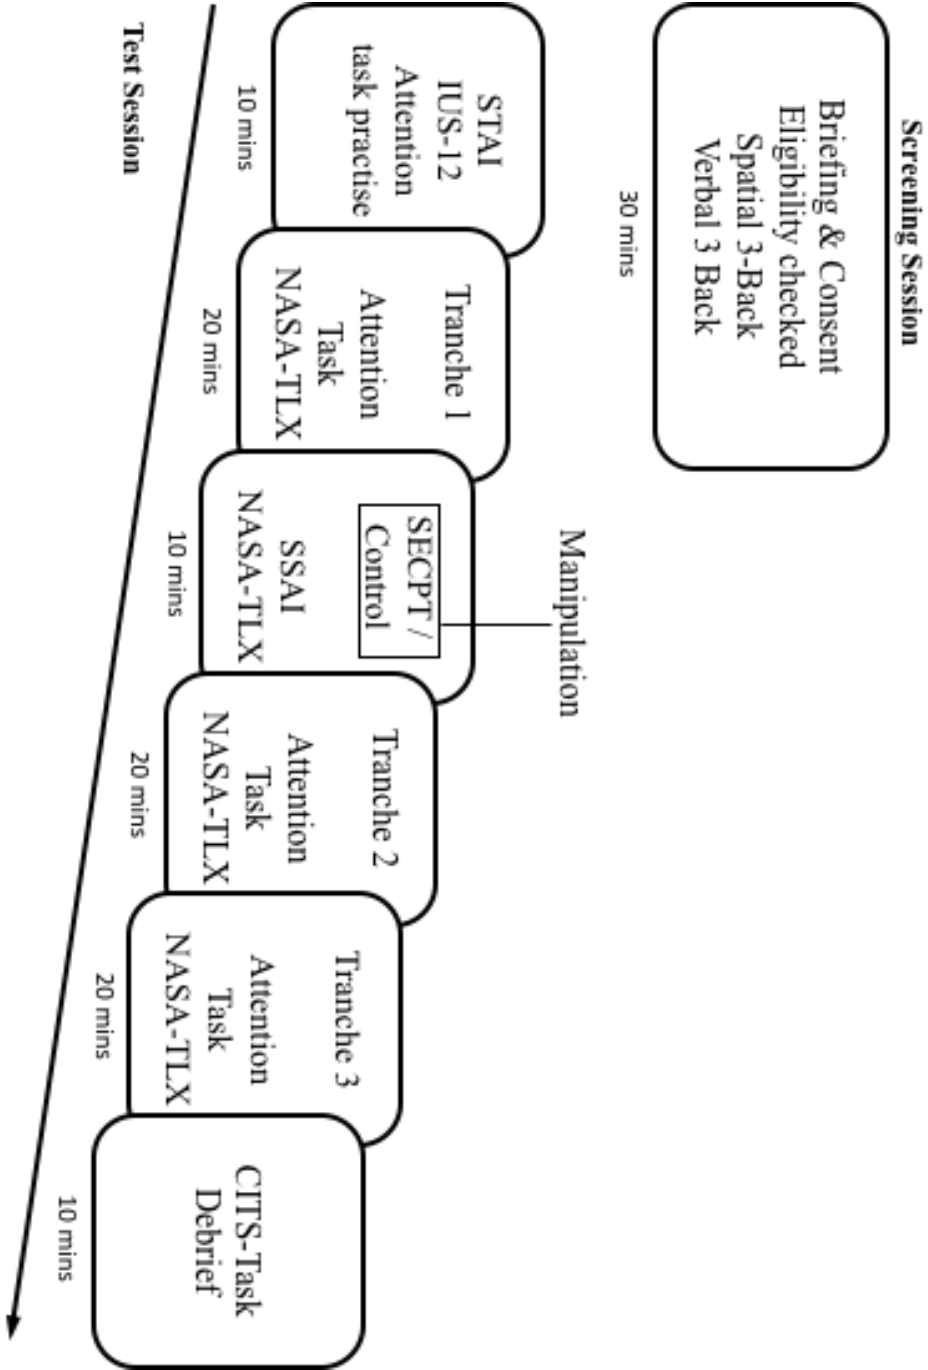 Screening Session
Briefing & Consent
Eligibility checked
Spatial 3-Back
Verbal 3 Back
30 mins
Manipulation
STAI
IUS-12
Attention
task practise
10 mins
Tranche 1
Attention
Task
NASA-TLX
20 mins
SECPT /
Control
SSAI
NASA-TLX
10 mins
Tranche 2
Attention
Task
NASA-TLX
20 mins
Tranche 3
Attention
Task
NASA-TLX
20 mins
CITS-Task
Debrief
10 mins
Test Session